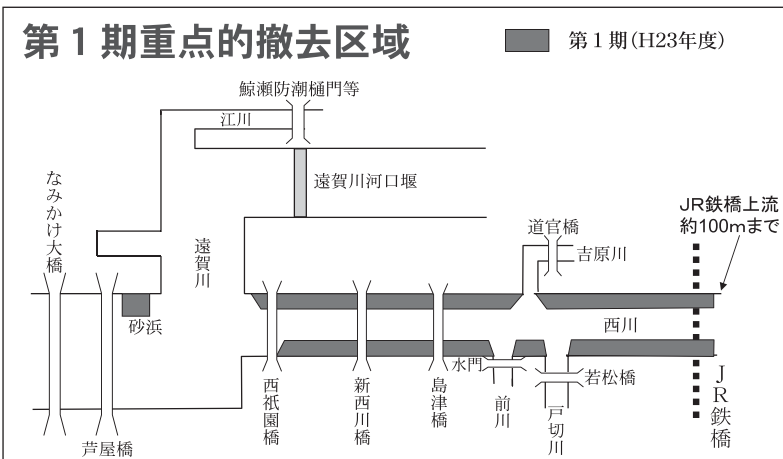 第1期重点的撤去区域
第1期(H23年度)
鯨瀬防潮樋門等
江川
遠賀川河口堰
なみかけ大橋
遠賀川
道官橋
吉原川
JR鉄橋上流
約100mまで
砂浜
西川
水門
若松橋
芦屋橋
西祇園橋
新西川橋
島津橋
前川
戸切川
JR鉄橋